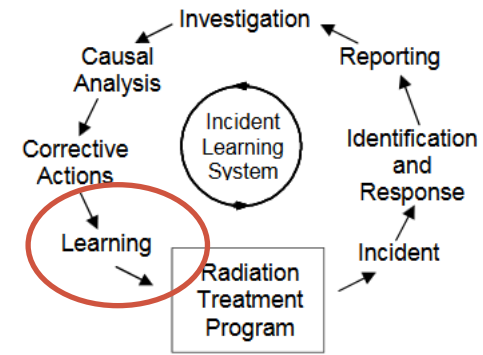 Investigation
Causal
Analysis
Reporting
Incident
Learning
System
Identification
and
Response
Corrective
Actions
Learning
Incident
Radiation
Treatment
Program